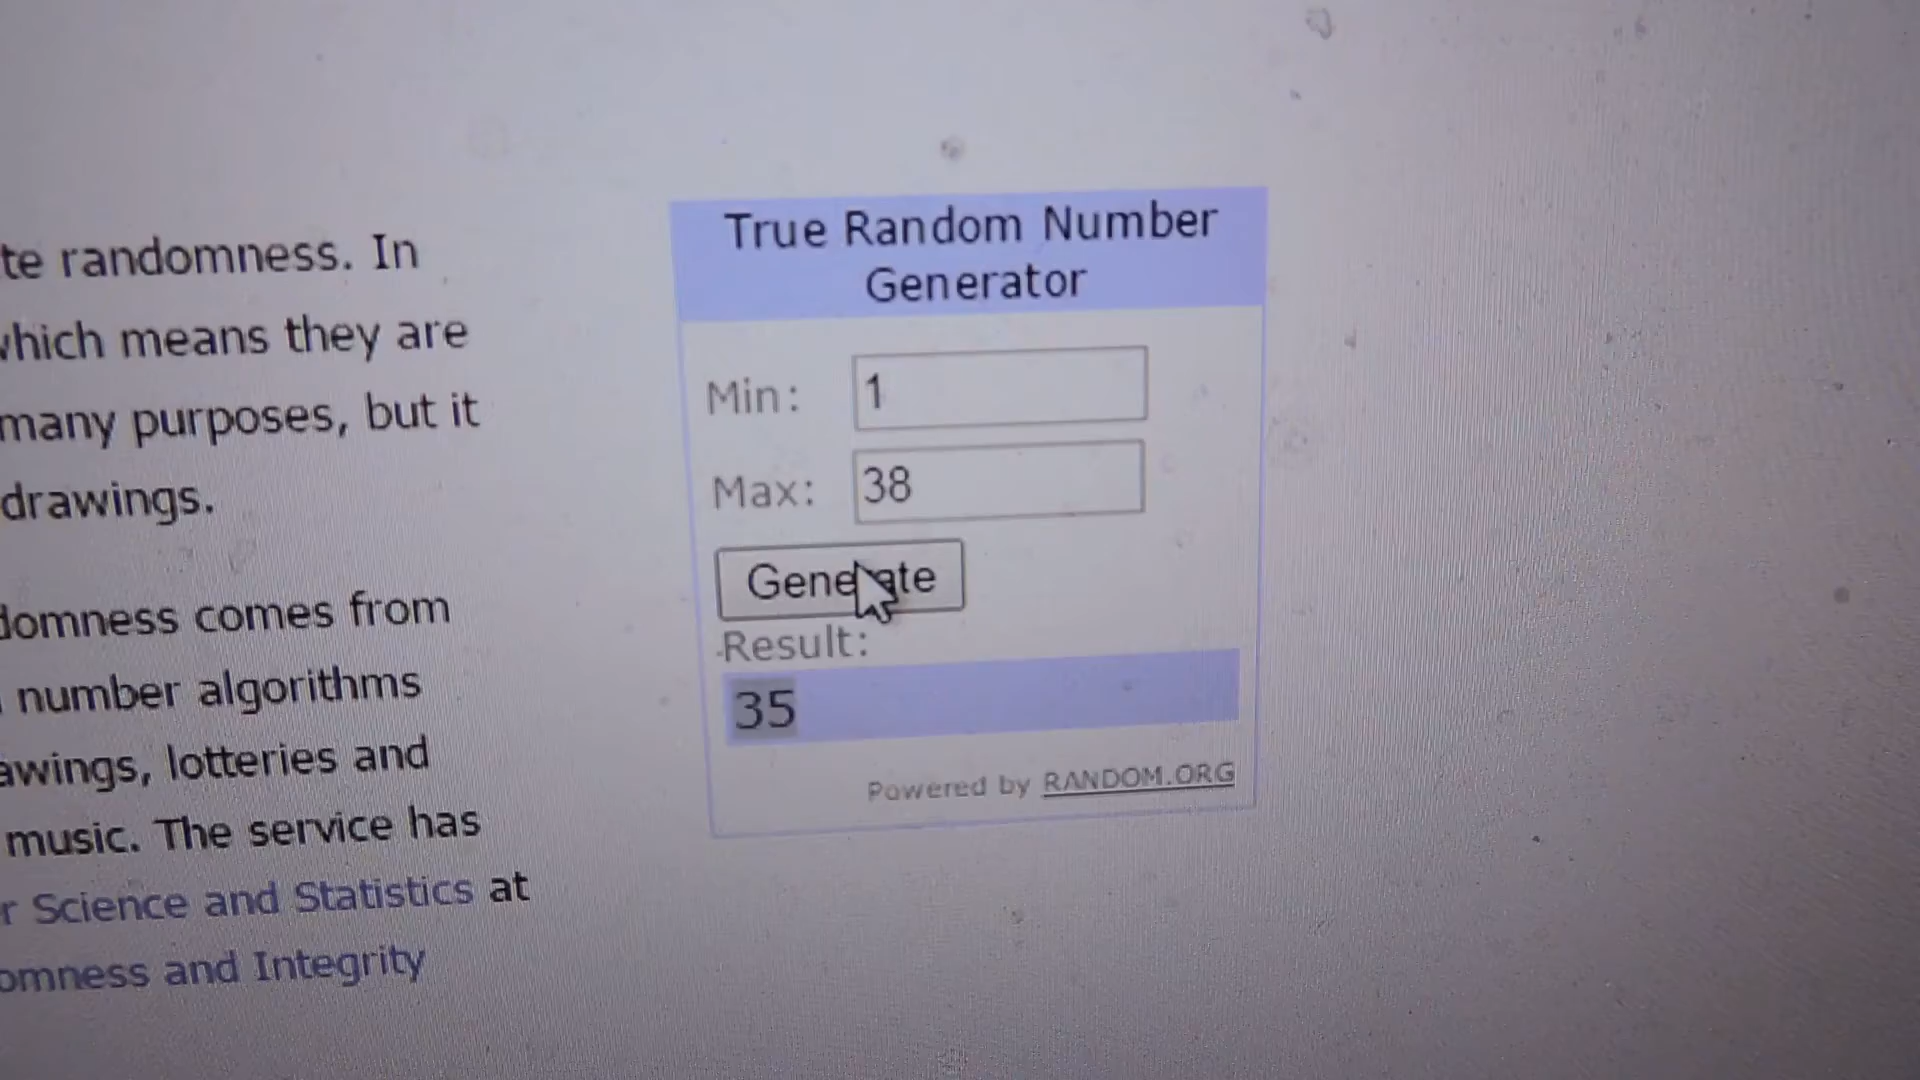 te randomness. In
which means they are
many purposes, but it
drawings.
domness comes from
number algorithms
awings, lotteries and
music. The service has
r Science and Statistics at
omness and Integrity
True Random Number
Generator
Min: 1
Max: 38
Generate
Result:
35
Powered by RANDOM.ORG